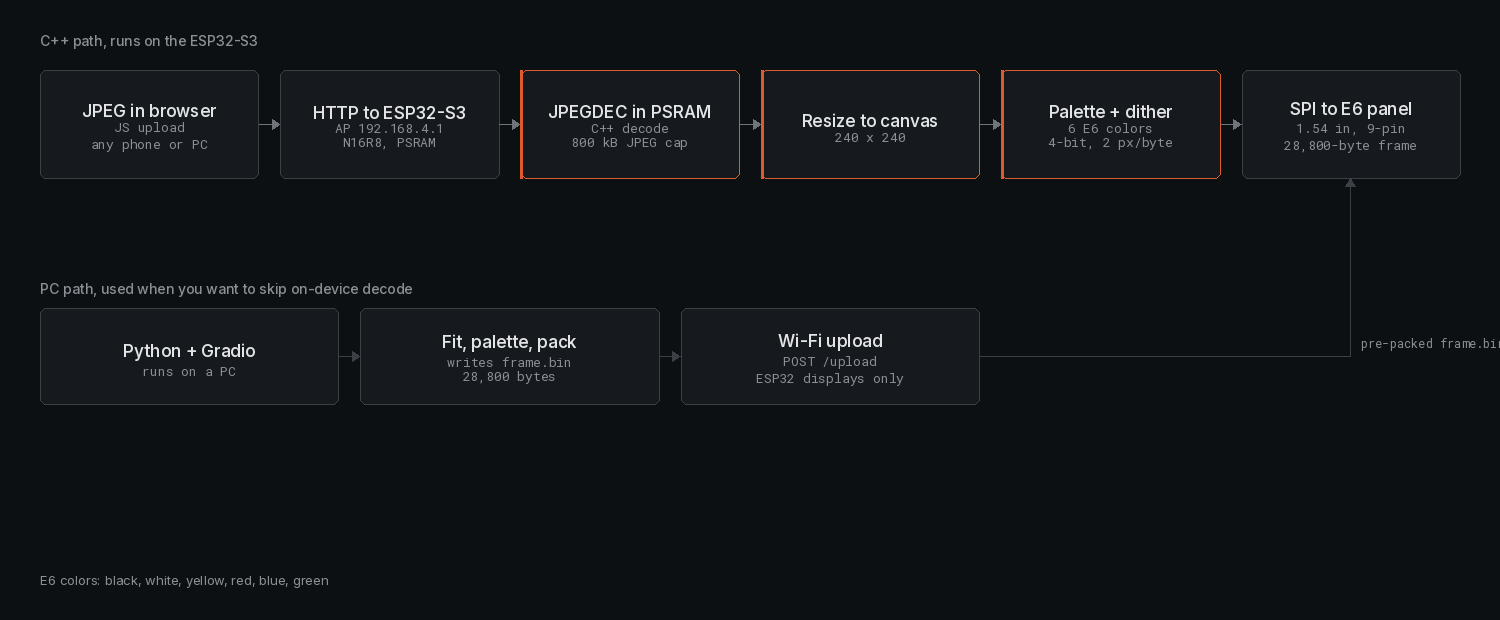 C++ path, runs on the ESP32-S3
JPEG in browser
JS upload
any phone or PC
HTTP to ESP32-S3
AP 192.168.4.1
N16R8, PSRAM
JPEGDEC in PSRAM
C++ decode
800 kB JPEG cap
Resize to canvas
240 x 240
Palette + dither
6 E6 colors
4-bit, 2 px/byte
SPI to E6 panel
1.54 in, 9-pin
28,800-byte frame
PC path, used when you want to skip on-device decode
Python + Gradio
runs on a PC
Fit, palette, pack
writes frame.bin
28,800 bytes
Wi-Fi upload
POST /upload
ESP32 displays only
pre-packed frame.bin
E6 colors: black, white, yellow, red, blue, green